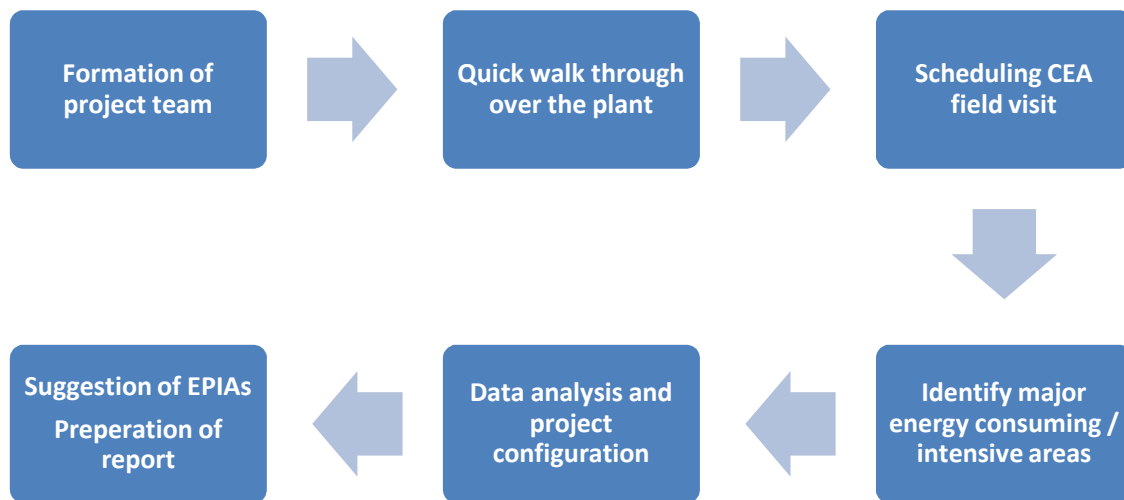 Formation of
project team
Quick walk through
over the plant
Scheduling CEA
field visit
Identify major
energy consuming /
intensive areas
Data analysis and
project
configuration
Suggestion of EPIAs
Preperation of
report